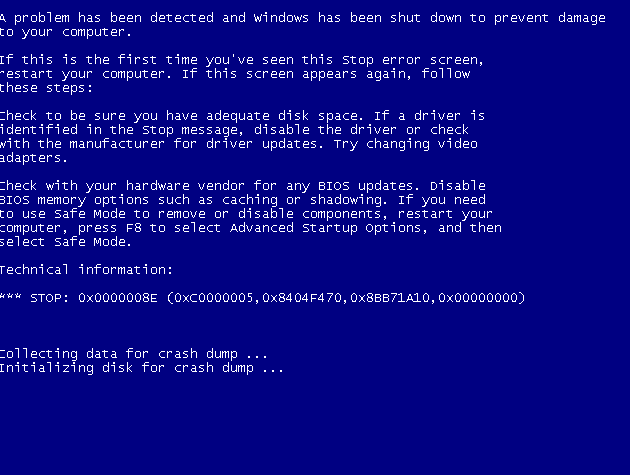 A problem has been detected and Windows has been shut down to prevent damage
to your computer.
If this is the first time you've seen this Stop error screen,
restart your computer. If this screen appears again, follow
these steps:
Check to be sure you have adequate disk space. If a driver is
identified in the Stop message, disable the driver or check
with the manufacturer for driver updates. Try changing video
adapters.
Check with your hardware vendor for any BIOS updates. Disable
BIOS memory options such as caching or shadowing. If you need
to use Safe Mode to remove or disable components, restart your
computer, press F8 to select Advanced Startup Options, and then
select Safe Mode.
Technical information:
*** STOP: 0x0000008E (0xC0000005,0x8404F470,0x8BB71A10,0x00000000)
Collecting data for crash dump ...
Initializing disk for crash dump ...